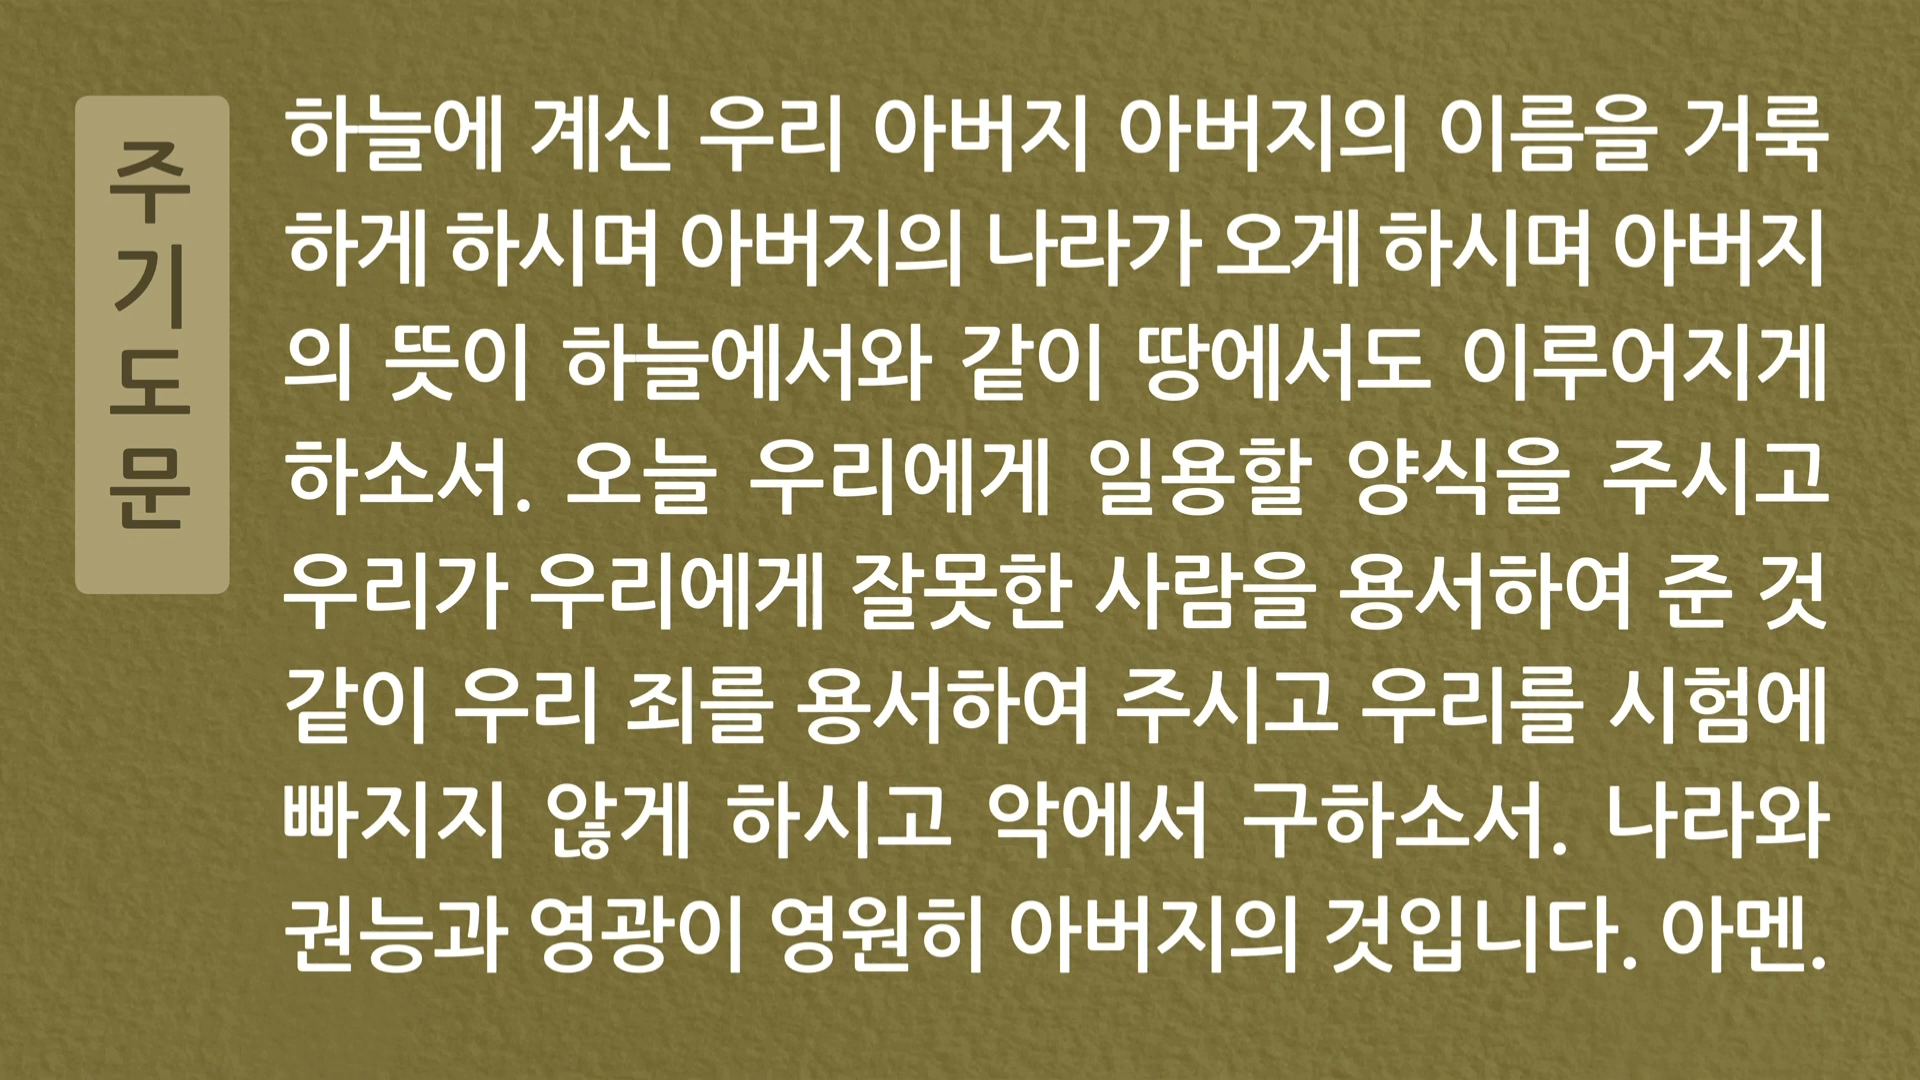 주기도문
하늘에 계신 우리 아버지 아버지의 이름을 거룩
하게 하시며 아버지의 나라가 오게 하시며 아버지
의 뜻이 하늘에서와 같이 땅에서도 이루어지게
하소서. 오늘 우리에게 일용할 양식을 주시고
우리가 우리에게 잘못한 사람을 용서하여 준 것
같이 우리 죄를 용서하여 주시고 우리를 시험에
빠지지 않게 하시고 악에서 구하소서. 나라와
권능과 영광이 영원히 아버지의 것입니다. 아멘.